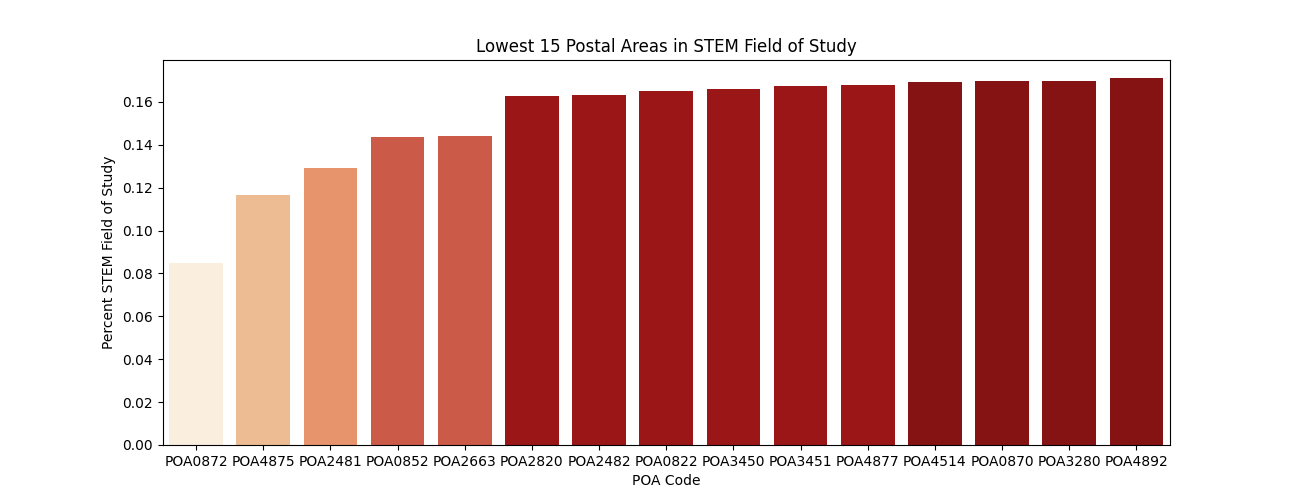 Lowest 15 Postal Areas in STEM Field of Study
Percent STEM Field of Study
0.16
0.14
0.12
0.10
0.08
0.06
0.04
0.02
0.00
POA0872 POA4875 POA2481 POA0852 POA2663 POA2820 POA2482 POA0822 POA3450 POA3451 POA4877 POA4514 POA0870 POA3280 POA4892
POA Code